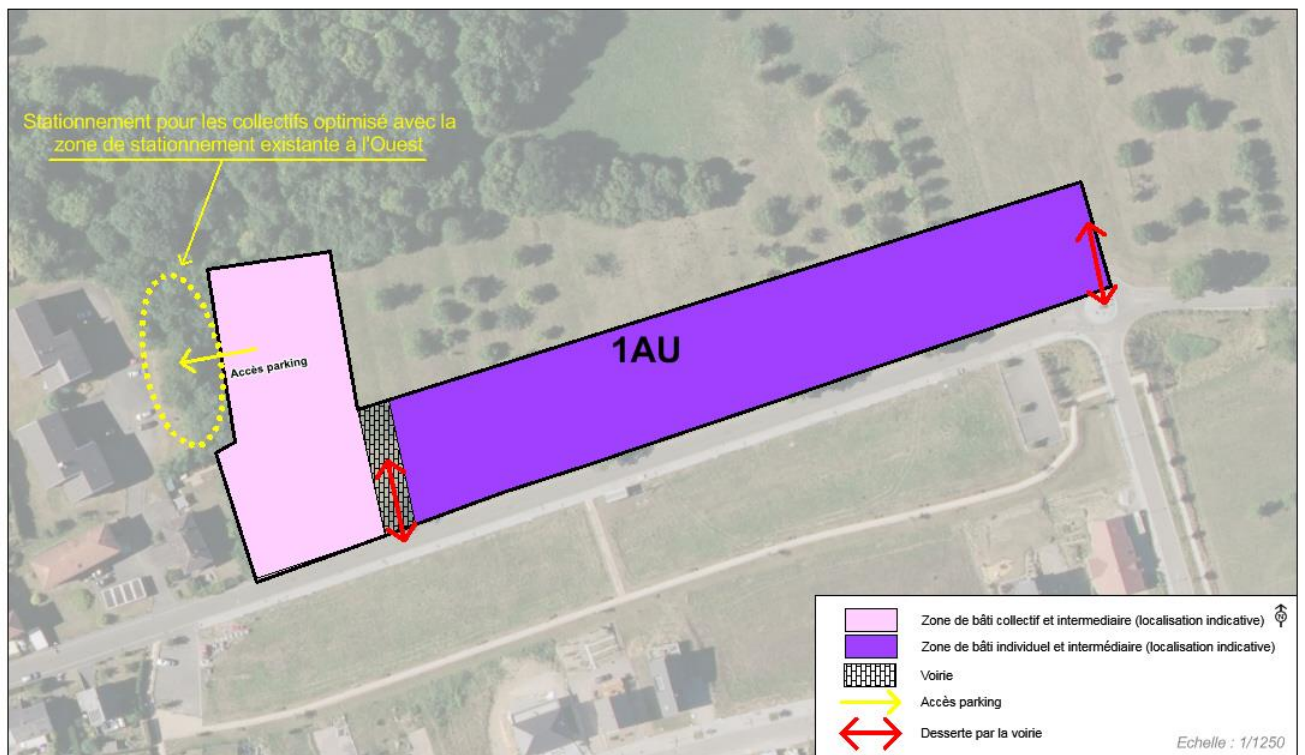 Stationnement pour les collectifs optimisé avec la
zone de stationnement existante à l'Ouest
Accès parking
1AU
Zone de bâti collectif et intermediaire (localisation indicative)
N
Zone de bâti individuel et intermédiaire (localisation indicative)
Voirie
Accès parking
Desserte par la voirie
Echelle : 1/1250